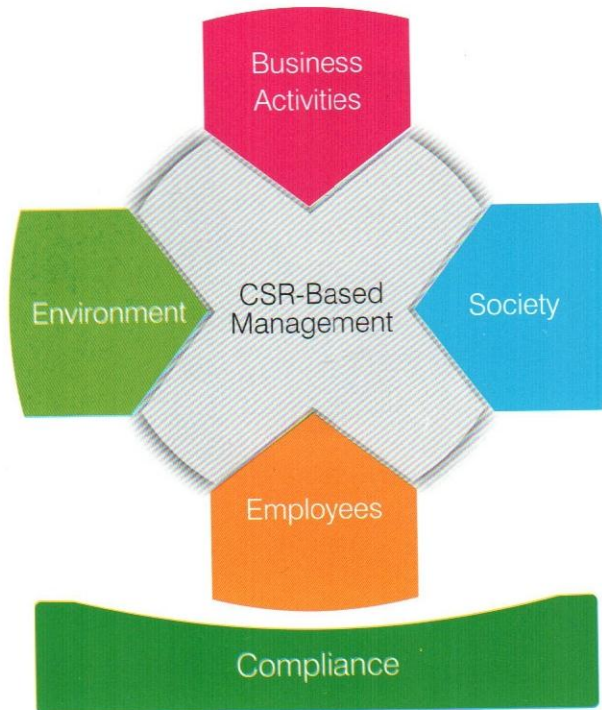 Business
Activities
Environment
CSR-Based
Management
Society
Employees
Compliance